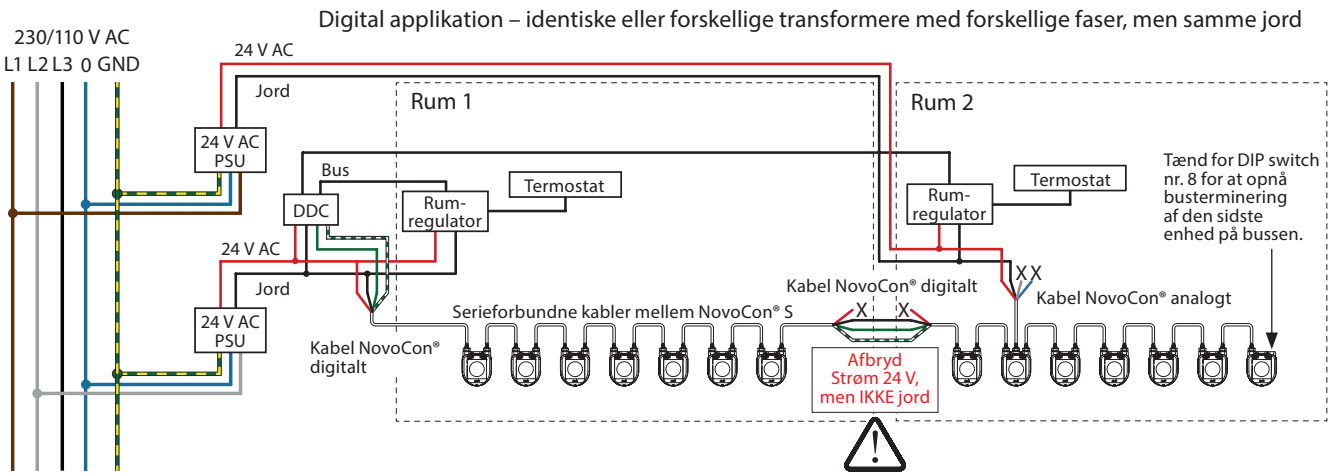 Digital applikation – identiske eller forskellige transformere med forskellige faser, men samme jord
230/110 V AC
L1 L2 L3 0 GND
24 V AC
Jord
24 V AC
PSU
Rum 1
Rum 2
Bus
DDC
Rum-
regulator
Termostat
Rum-
regulator
Termostat
Tænd for DIP switch
nr. 8 for at opnå
busterminering
af den sidste
enhed på bussen.
24 V AC
Jord
24 V AC
PSU
Kabel NovoCon®
digitalt
Serieforbundne kabler mellem NovoCon® S
Kabel NovoCon® digitalt
X X
X X
Kabel NovoCon® analogt
Afbryd
Strøm 24 V,
men IKKE jord
!